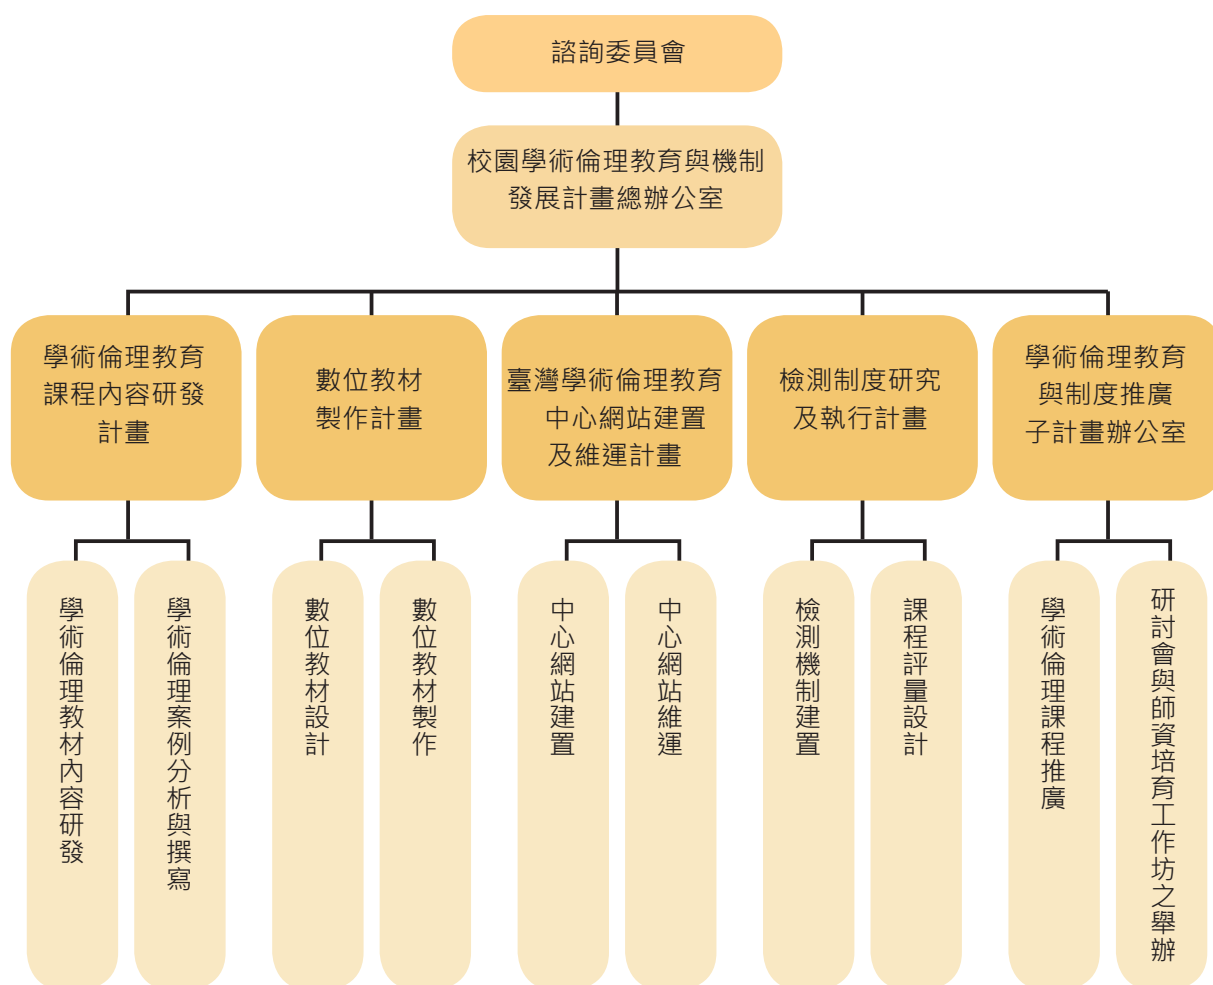 諮詢委員會
校園學術倫理教育與機制
發展計畫總辦公室
學術倫理教育
課程內容研發
計畫
數位教材
製作計畫
臺灣學術倫理教育
中心網站建置
及維運計畫
檢測制度研究
及執行計畫
學術倫理教育
與制度推廣
子計畫辦公室
學術倫理教材內容研發
學術倫理案例分析與撰寫
數位教材設計
數位教材製作
中心網站建置
中心網站維運
檢測機制建置
課程評量設計
學術倫理課程推廣
研討會與師資培育工作坊之舉辦